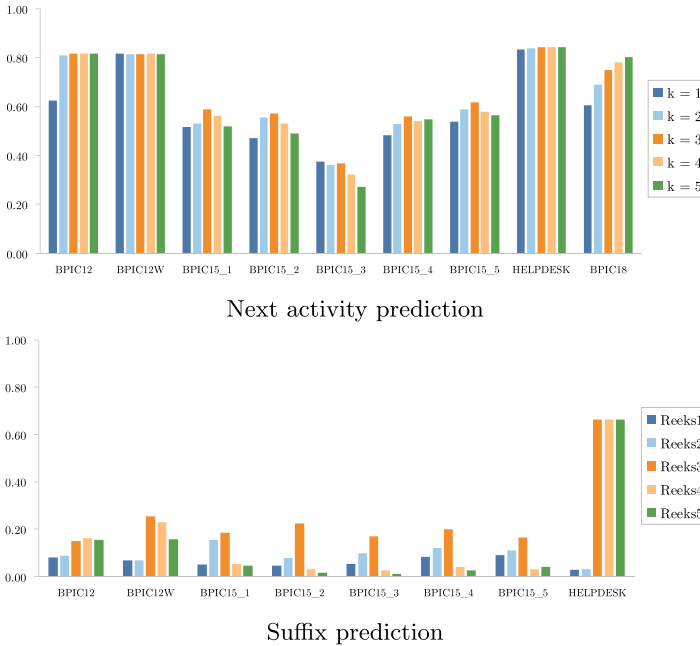 1.00
0.80
0.60
0.40
0.20
0.00
BPIC12 BPIC12W BPIC15_1 BPIC15_2 BPIC15_3 BPIC15_4 BPIC15_5 HELPDESK BPIC18
k = 1
k = 2
k = 3
k = 4
k = 5
Next activity prediction
1.00
0.80
0.60
0.40
0.20
0.00
BPIC12 BPIC12W BPIC15_1 BPIC15_2 BPIC15_3 BPIC15_4 BPIC15_5 HELPDESK
Reeks1
Reeks2
Reeks3
Reeks4
Reeks5
Suffix prediction